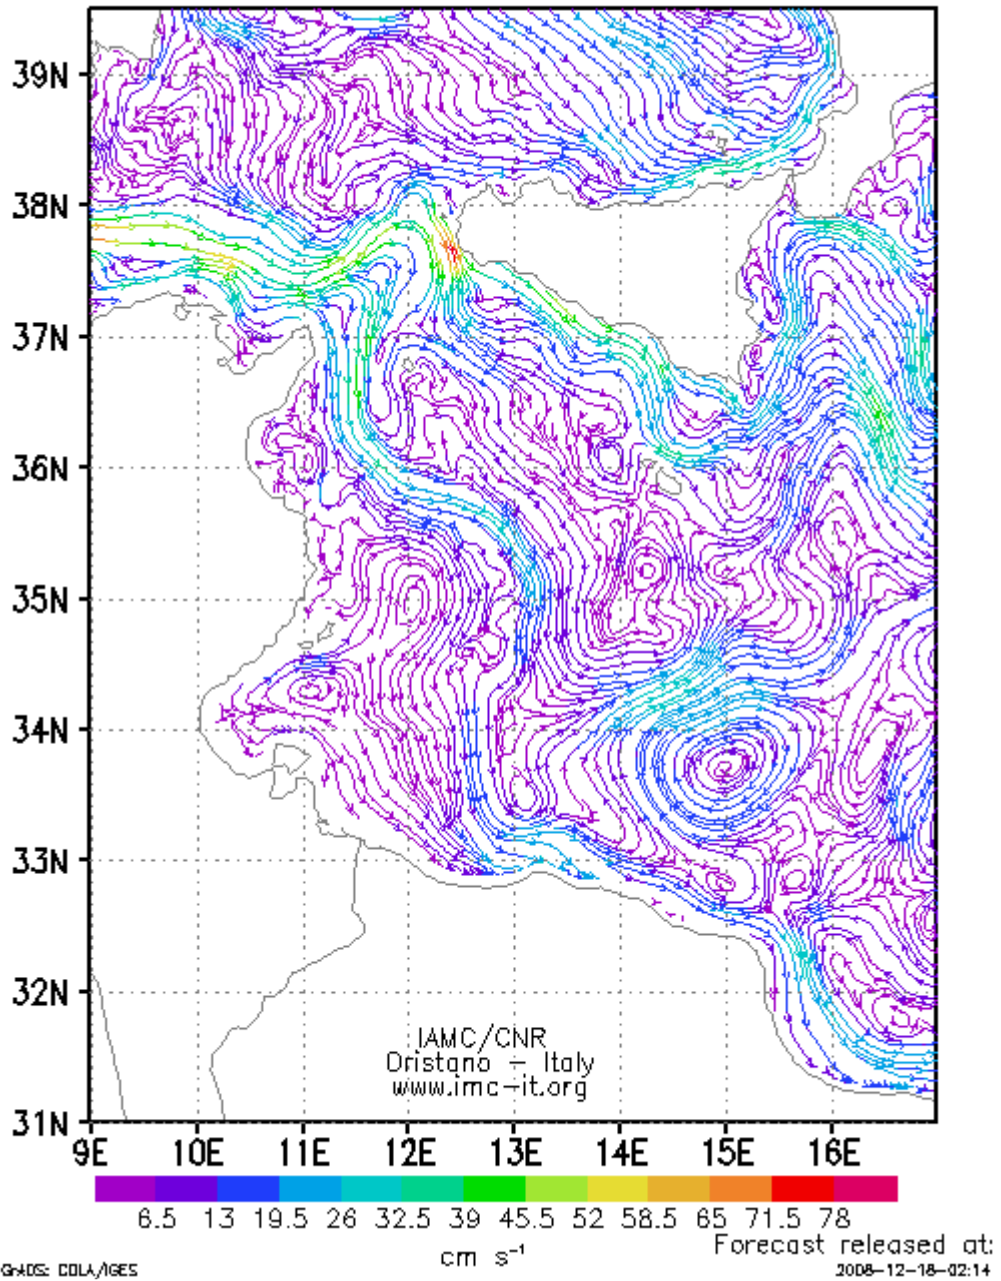 39N
38N
37N
36N
35N
34N
33N
32N
31N
IAMC/CNR
Oristano - Italy
www.imc-it.org
9E 10E 11E 12E 13E 14E 15E 16E
6.5 13 19.5 26 32.5 39 45.5 52 58.5 65 71.5 78
cm s⁻¹
Forecast released at:
GrADS: COLA/IGES 2008-12-18-02:14